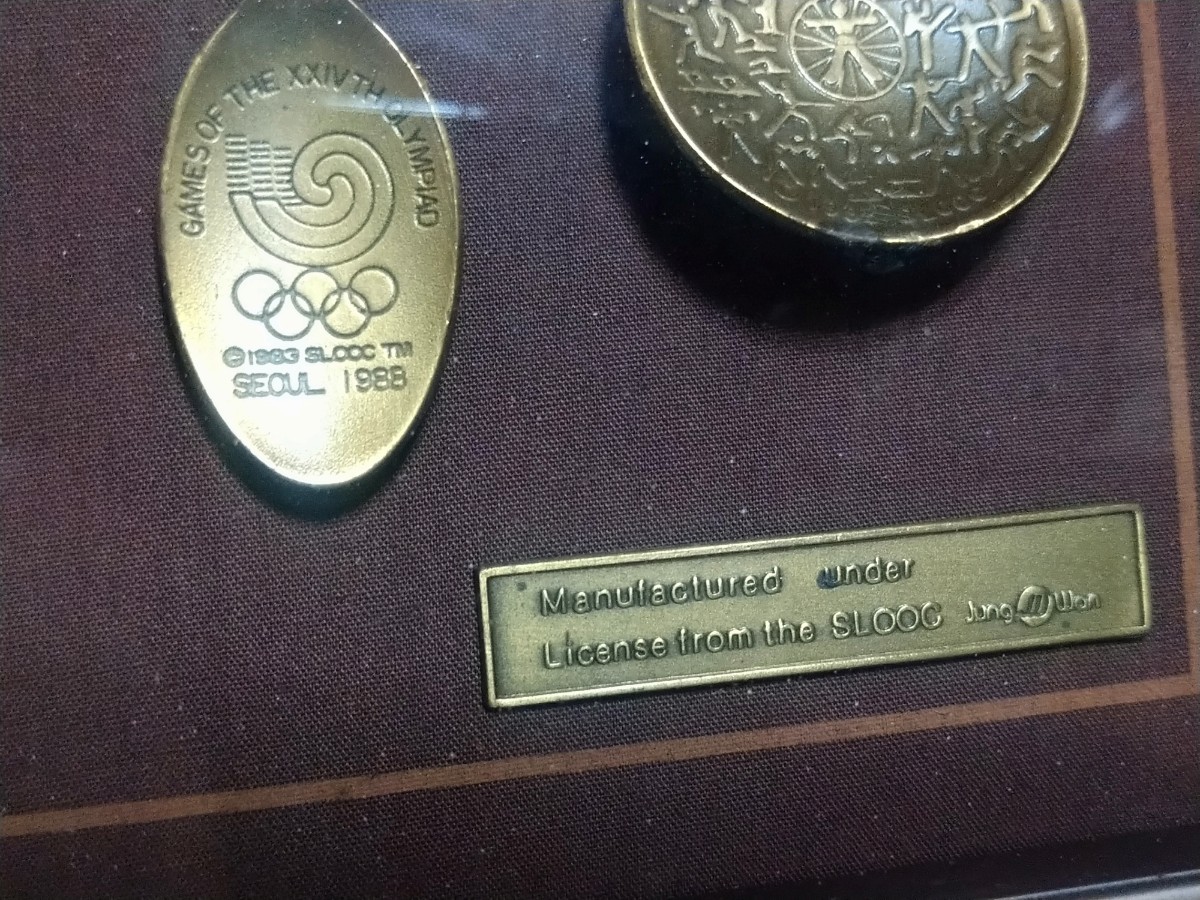 GAMES OF THE XXIVTH OLYMPIAD
©1983 SLOOC TM
SEOUL 1988
Manufactured under
License from the SLOOC Jung Won